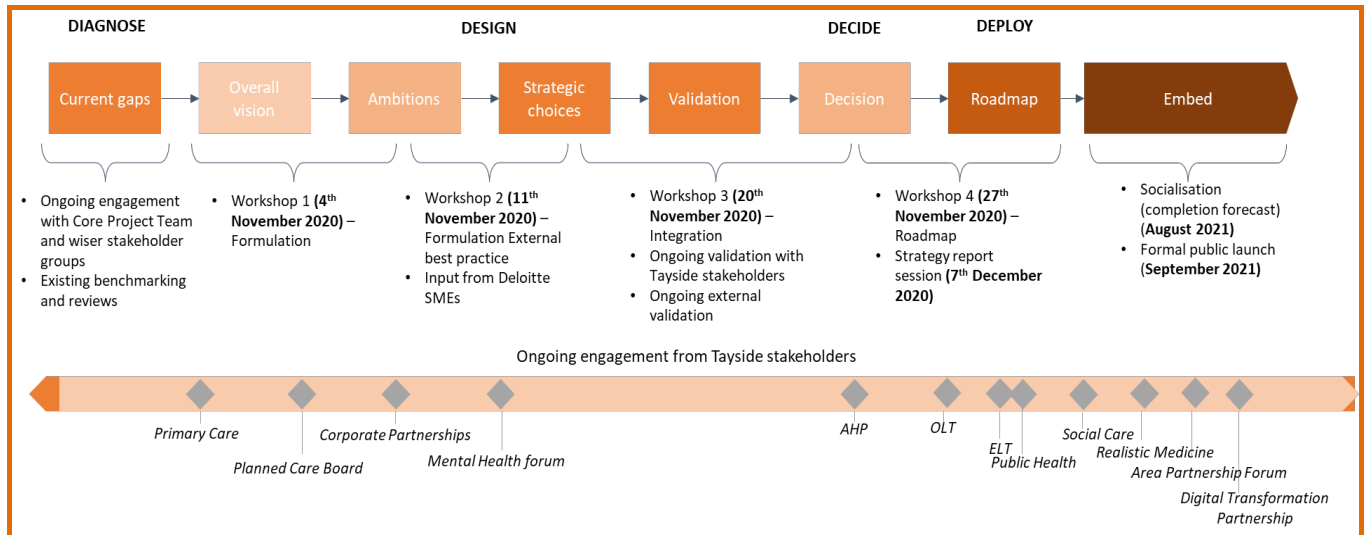 DIAGNOSE
DESIGN
DECIDE
DEPLOY
Current gaps
Overall
vision
Ambitions
Strategic
choices
Validation
Decision
Roadmap
Embed
• Ongoing engagement
with Core Project Team
and wiser stakeholder
groups
• Existing benchmarking
and reviews
• Workshop 1 (4th
November 2020) –
Formulation
• Workshop 2 (11th
November 2020) –
Formulation External
best practice
• Input from Deloitte
SMEs
• Workshop 3 (20th
November 2020) –
Integration
• Ongoing validation with
Tayside stakeholders
• Ongoing external
validation
• Workshop 4 (27th
November 2020) –
Roadmap
• Strategy report
session (7th December
2020)
• Socialisation
(completion forecast)
(August 2021)
• Formal public launch
(September 2021)
Ongoing engagement from Tayside stakeholders
Primary Care
Planned Care Board
Corporate Partnerships
Mental Health forum
AHP
OLT
ELT
Public Health
Social Care
Realistic Medicine
Area Partnership Forum
Digital Transformation
Partnership